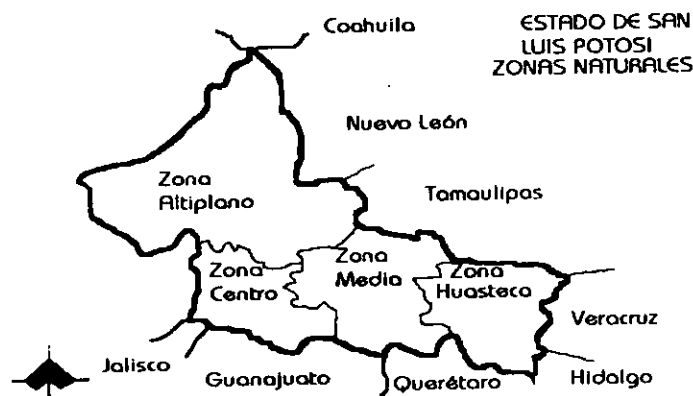 Coahuila
ESTADO DE SAN
LUIS POTOSI
ZONAS NATURALES
Nuevo León
Zona
Altiplano
Tamaulipas
Zona
Centro
Zona
Media
Zona
Huasteca
Veracruz
Jalisco
Guanajuato
Querétaro
Hidalgo